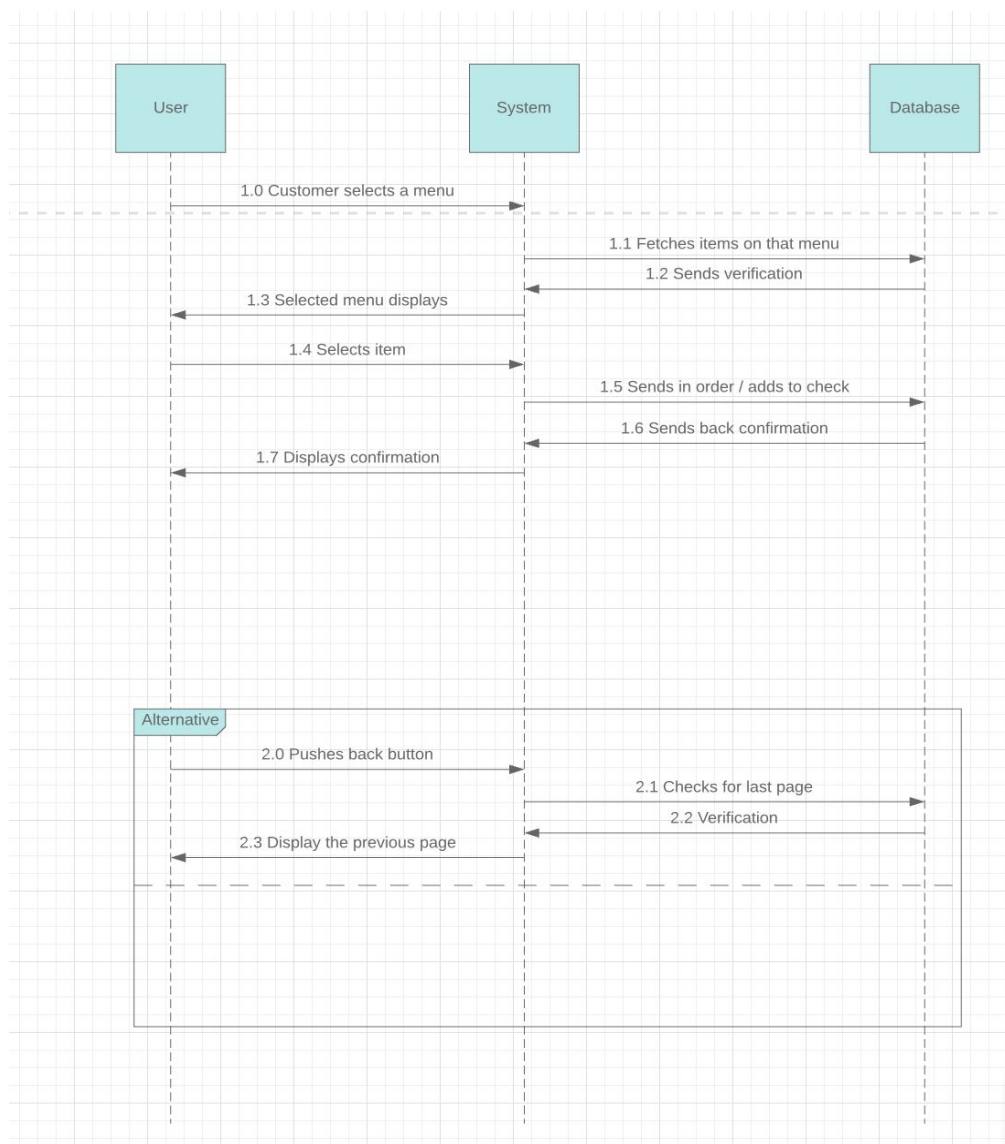 User
System
Database
1.0 Customer selects a menu
1.1 Fetches items on that menu
1.2 Sends verification
1.3 Selected menu displays
1.4 Selects item
1.5 Sends in order / adds to check
1.6 Sends back confirmation
1.7 Displays confirmation
Alternative
2.0 Pushes back button
2.1 Checks for last page
2.2 Verification
2.3 Display the previous page